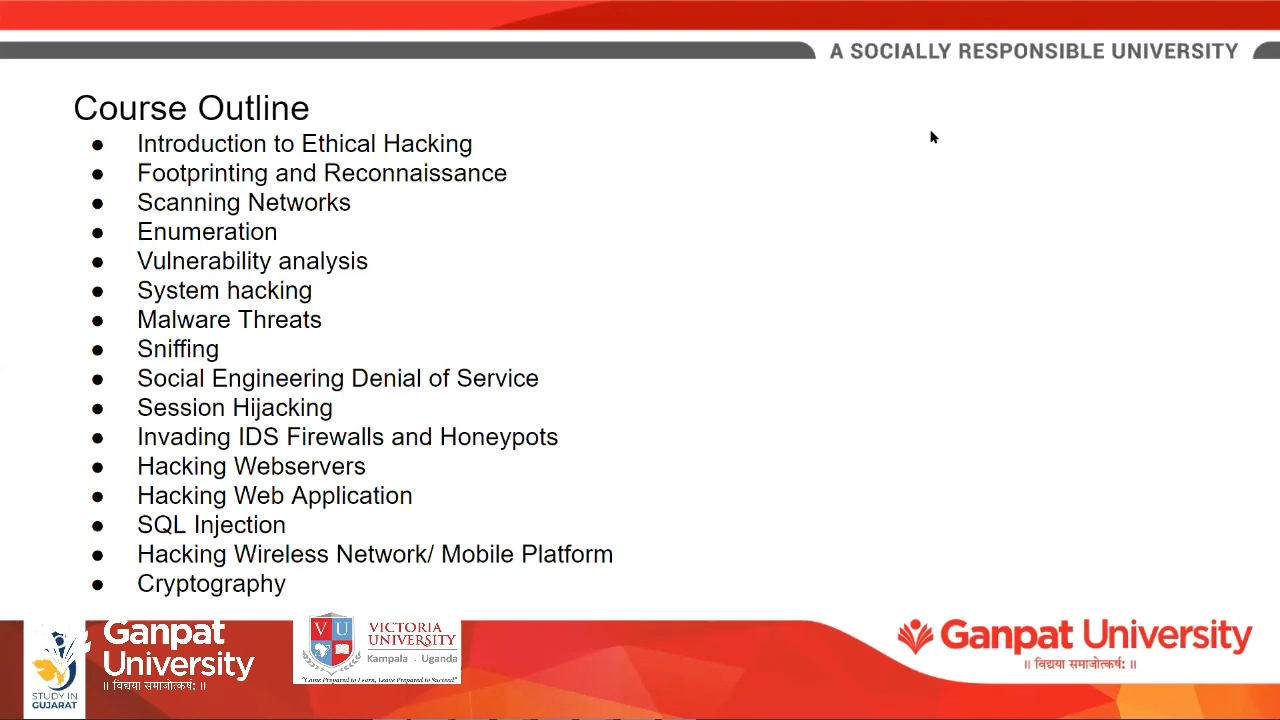 A SOCIALLY RESPONSIBLE UNIVERSITY
Course Outline
● Introduction to Ethical Hacking
● Footprinting and Reconnaissance
● Scanning Networks
● Enumeration
● Vulnerability analysis
● System hacking
● Malware Threats
● Sniffing
● Social Engineering Denial of Service
● Session Hijacking
● Invading IDS Firewalls and Honeypots
● Hacking Webservers
● Hacking Web Application
● SQL Injection
● Hacking Wireless Network/ Mobile Platform
● Cryptography
STUDY IN
GUJARAT
Ganpat
University
॥ विद्यया समाजोत्कर्षः ॥
VU
VICTORIA
UNIVERSITY
Kampala . Uganda
"Come Prepared to Learn, Leave Prepared to Succeed"
Ganpat University
॥ विद्यया समाजोत्कर्षः ॥